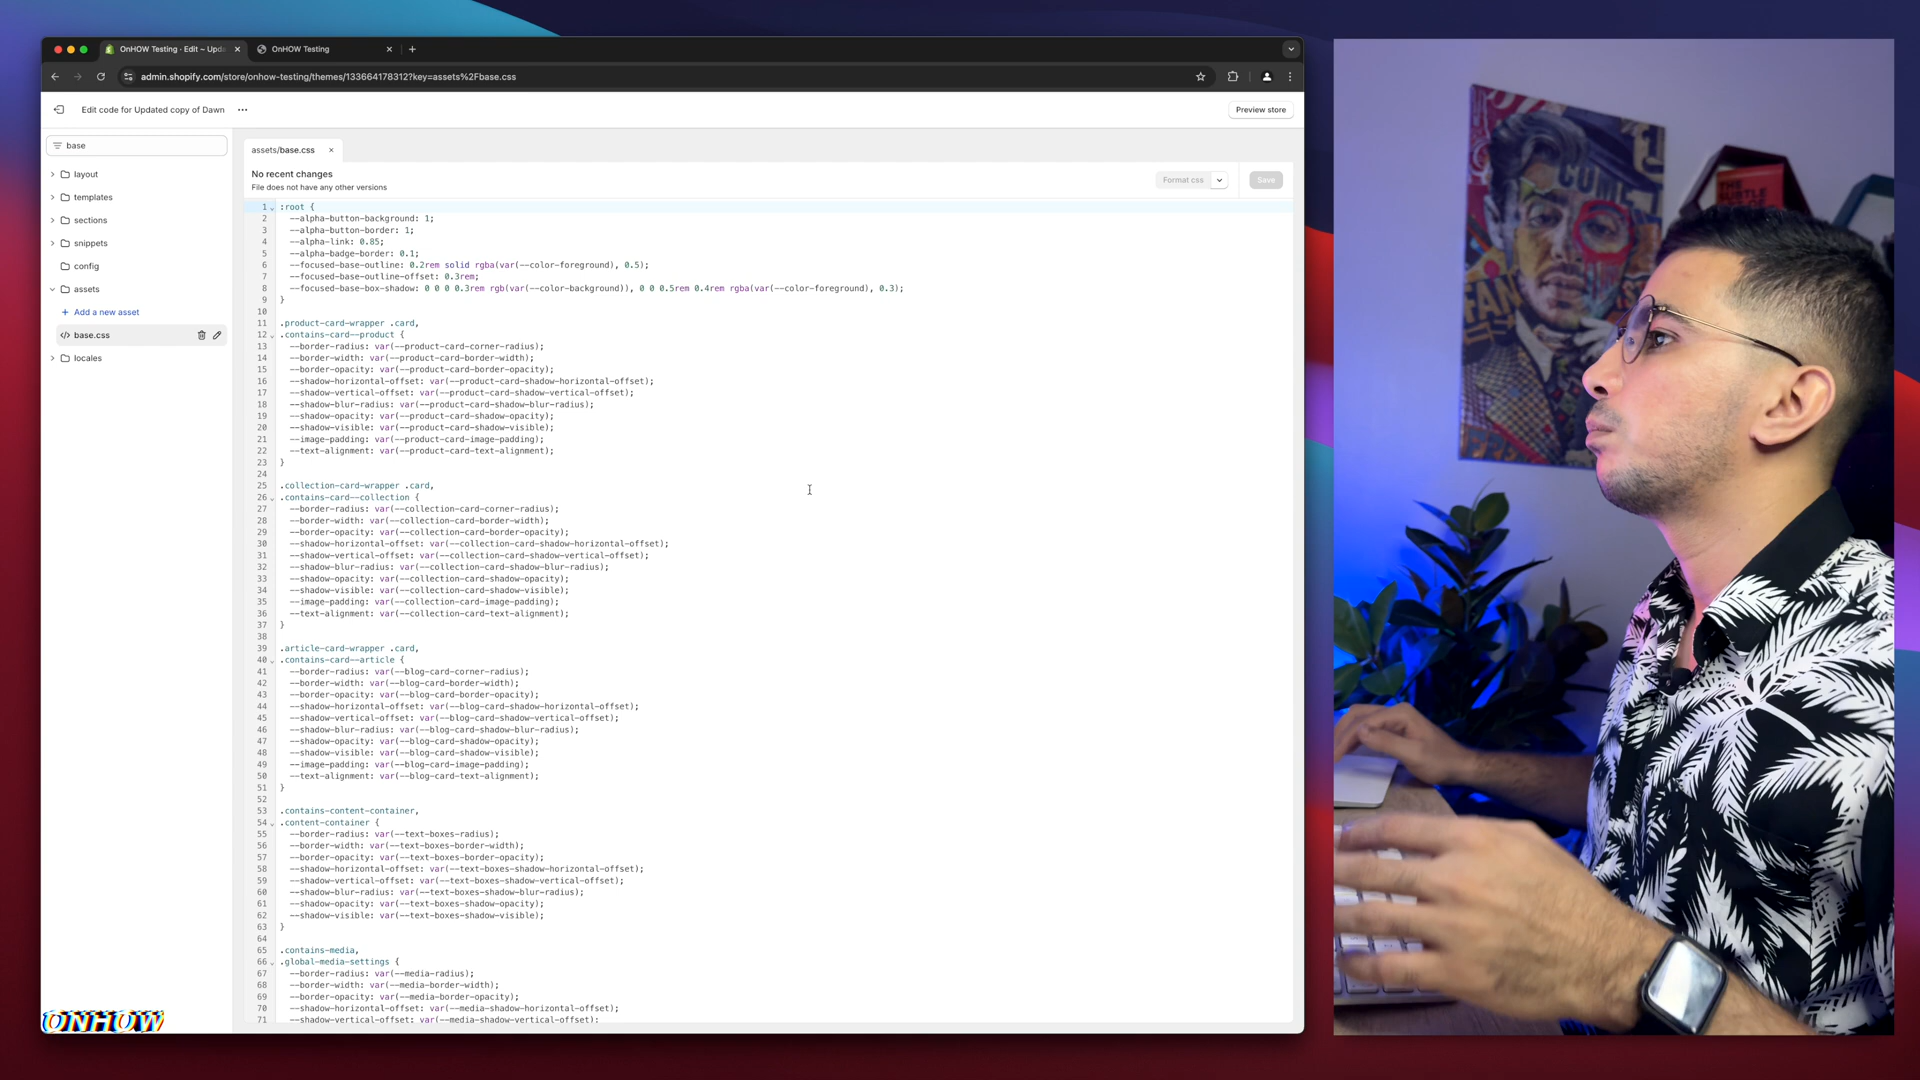 OnHOW Testing · Edit ~ Upda
OnHOW Testing
admin.shopify.com/store/onhow-testing/themes/133664178312?key=assets%2Fbase.css
Edit code for Updated copy of Dawn
Preview store
base
layout
templates
sections
snippets
config
assets
Add a new asset
base.css
locales
assets/base.css
No recent changes
File does not have any other versions
Format css
Save
1 :root {
2 --alpha-button-background: 1;
3 --alpha-button-border: 1;
4 --alpha-link: 0.85;
5 --alpha-badge-border: 0.1;
6 --focused-base-outline: 0.2rem solid rgba(var(--color-foreground), 0.5);
7 --focused-base-outline-offset: 0.3rem;
8 --focused-base-box-shadow: 0 0 0 0.3rem rgb(var(--color-background)), 0 0 0.5rem 0.4rem rgba(var(--color-foreground), 0.3);
9 }
10
11 .product-card-wrapper .card,
12 .contains-card--product {
13 --border-radius: var(--product-card-corner-radius);
14 --border-width: var(--product-card-border-width);
15 --border-opacity: var(--product-card-border-opacity);
16 --shadow-horizontal-offset: var(--product-card-shadow-horizontal-offset);
17 --shadow-vertical-offset: var(--product-card-shadow-vertical-offset);
18 --shadow-blur-radius: var(--product-card-shadow-blur-radius);
19 --shadow-opacity: var(--product-card-shadow-opacity);
20 --shadow-visible: var(--product-card-shadow-visible);
21 --image-padding: var(--product-card-image-padding);
22 --text-alignment: var(--product-card-text-alignment);
23 }
24
25 .collection-card-wrapper .card,
26 .contains-card--collection {
27 --border-radius: var(--collection-card-corner-radius);
28 --border-width: var(--collection-card-border-width);
29 --border-opacity: var(--collection-card-border-opacity);
30 --shadow-horizontal-offset: var(--collection-card-shadow-horizontal-offset);
31 --shadow-vertical-offset: var(--collection-card-shadow-vertical-offset);
32 --shadow-blur-radius: var(--collection-card-shadow-blur-radius);
33 --shadow-opacity: var(--collection-card-shadow-opacity);
34 --shadow-visible: var(--collection-card-shadow-visible);
35 --image-padding: var(--collection-card-image-padding);
36 --text-alignment: var(--collection-card-text-alignment);
37 }
38
39 .article-card-wrapper .card,
40 .contains-card--article {
41 --border-radius: var(--blog-card-corner-radius);
42 --border-width: var(--blog-card-border-width);
43 --border-opacity: var(--blog-card-border-opacity);
44 --shadow-horizontal-offset: var(--blog-card-shadow-horizontal-offset);
45 --shadow-vertical-offset: var(--blog-card-shadow-vertical-offset);
46 --shadow-blur-radius: var(--blog-card-shadow-blur-radius);
47 --shadow-opacity: var(--blog-card-shadow-opacity);
48 --shadow-visible: var(--blog-card-shadow-visible);
49 --image-padding: var(--blog-card-image-padding);
50 --text-alignment: var(--blog-card-text-alignment);
51 }
52
53 .contains-content-container,
54 .content-container {
55 --border-radius: var(--text-boxes-radius);
56 --border-width: var(--text-boxes-border-width);
57 --border-opacity: var(--text-boxes-border-opacity);
58 --shadow-horizontal-offset: var(--text-boxes-shadow-horizontal-offset);
59 --shadow-vertical-offset: var(--text-boxes-shadow-vertical-offset);
60 --shadow-blur-radius: var(--text-boxes-shadow-blur-radius);
61 --shadow-opacity: var(--text-boxes-shadow-opacity);
62 --shadow-visible: var(--text-boxes-shadow-visible);
63 }
64
65 .contains-media,
66 .global-media-settings {
67 --border-radius: var(--media-radius);
68 --border-width: var(--media-border-width);
69 --border-opacity: var(--media-border-opacity);
70 --shadow-horizontal-offset: var(--media-shadow-horizontal-offset);
71 --shadow-vertical-offset: var(--media-shadow-vertical-offset);
ONHOW
THE
SUBTLE